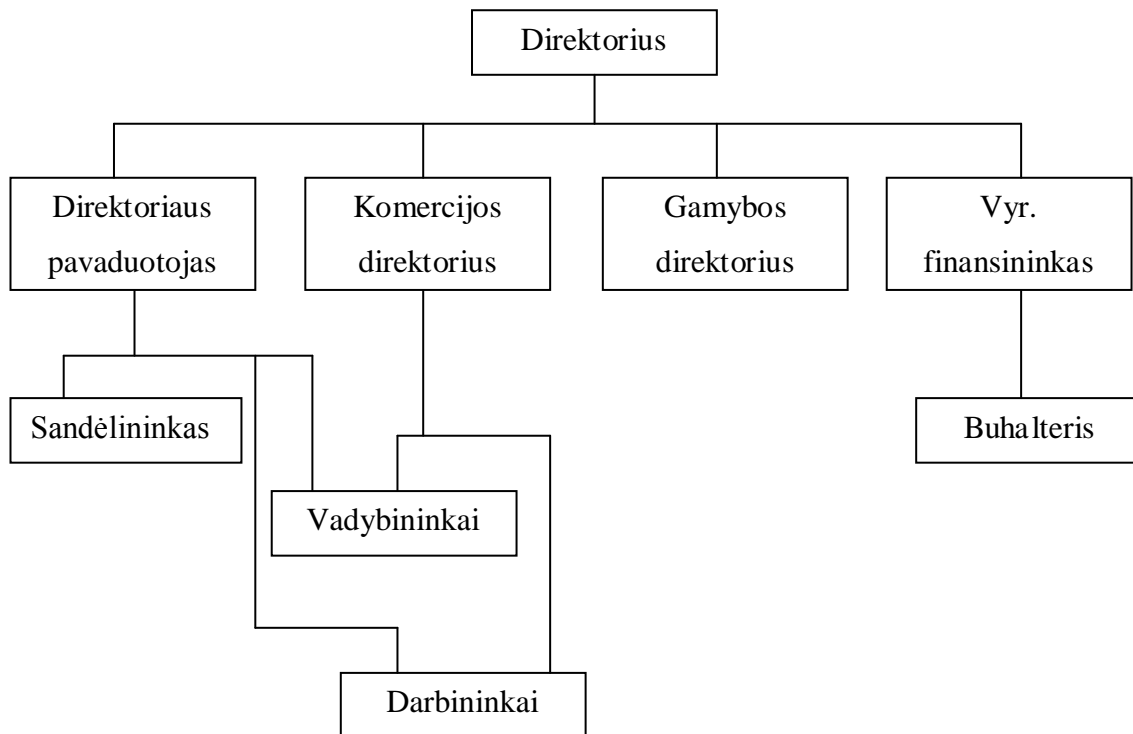 Direktorius
Direktoriaus
pavaduotojas
Komercijos
direktorius
Gamybos
direktorius
Vyr.
finansininkas
Sandėlininkas
Buhalteris
Vadybininkai
Darbininkai